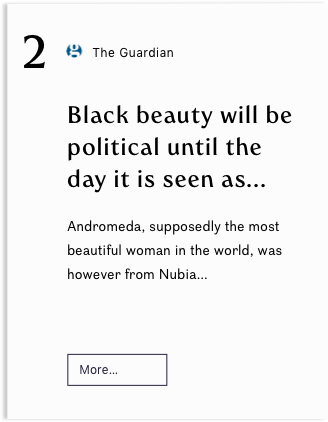 2
The Guardian
Black beauty will be
political until the
day it is seen as...
Andromeda, supposedly the most
beautiful woman in the world, was
however from Nubia...
More...